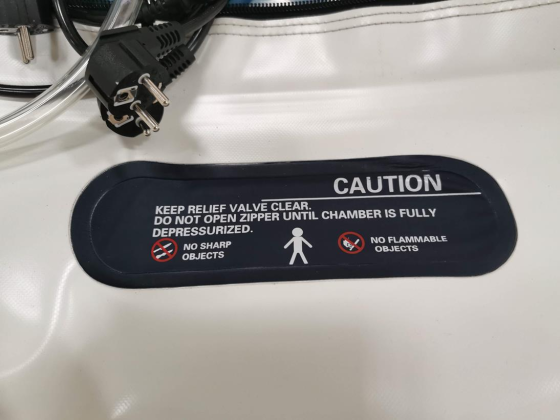 CAUTION
KEEP RELIEF VALVE CLEAR.
DO NOT OPEN ZIPPER UNTIL CHAMBER IS FULLY
DEPRESSURIZED.
NO SHARP
OBJECTS
NO FLAMMABLE
OBJECTS